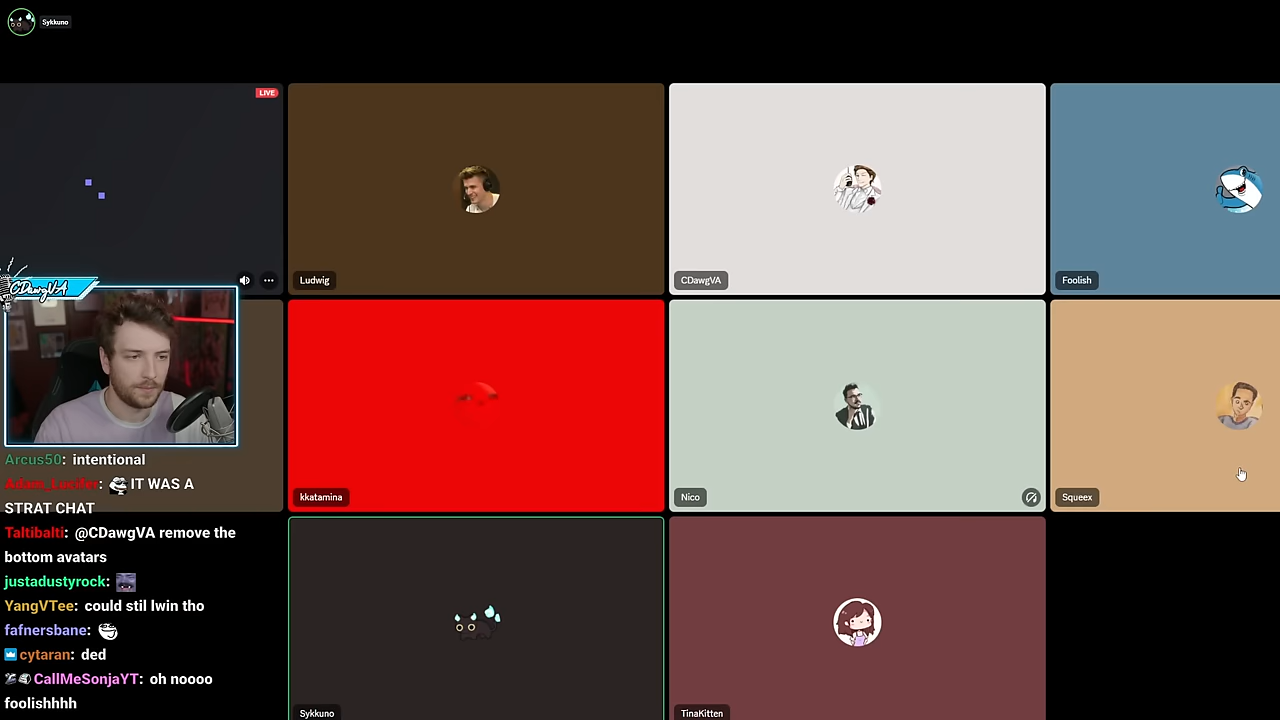 Sykkuno
LIVE
Ludwig
CDawgVA
Foolish
CDawgVA
kkatamina
Nico
Squeex
Arcus50: intentional
Adam_Lucifer: IT WAS A
STRAT CHAT
Taltibalti: @CDawgVA remove the
bottom avatars
justadustyrock:
YangVTee: could stil lwin tho
fafnersbane:
cytaran: ded
CallMeSonjaYT: oh noooo
foolishhhh
Sykkuno
TinaKitten